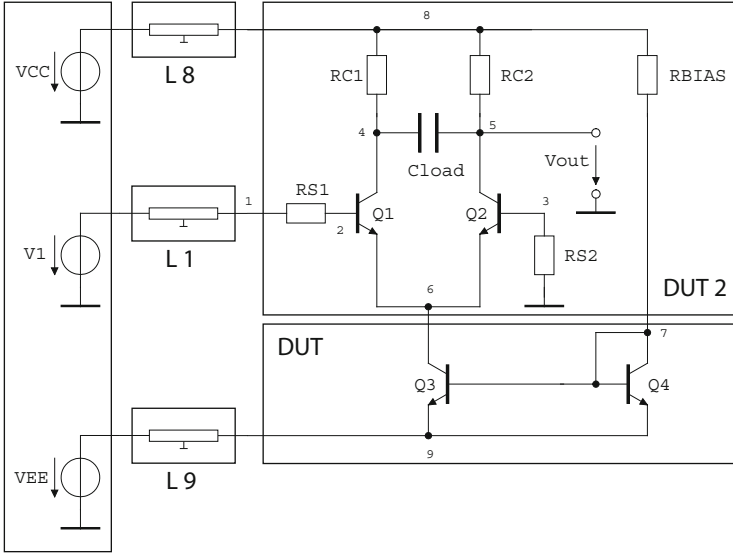 8
VCC
L 8
RC1
RC2
RBIAS
4
5
Cload
Vout
V1
1
RS1
2
Q1
Q2
3
L 1
RS2
6
DUT 2
DUT
7
Q3
Q4
VEE
L 9
9